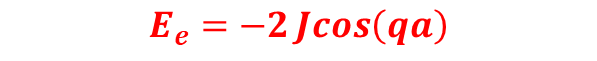 E_e = −2 Jcos(qa)